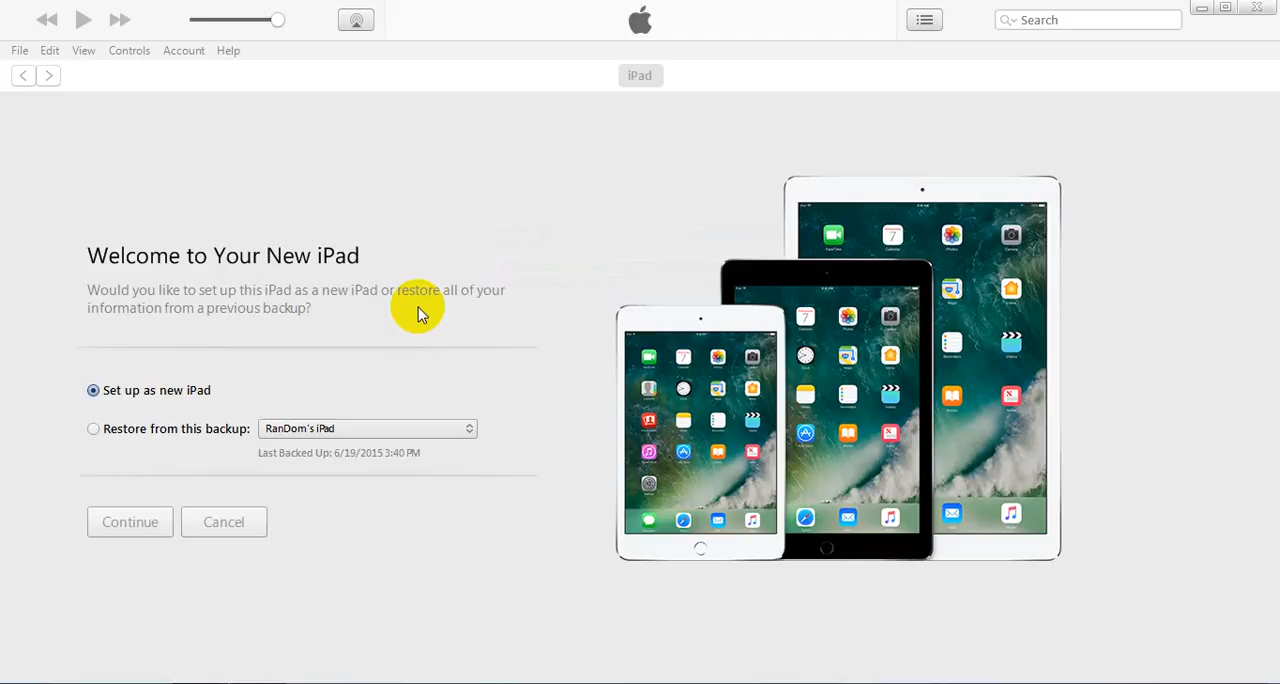 Search
File Edit View Controls Account Help
iPad
Welcome to Your New iPad
Would you like to set up this iPad as a new iPad or restore all of your
information from a previous backup?
Set up as new iPad
Restore from this backup: RanDom's iPad
Last Backed Up: 6/19/2015 3:40 PM
Continue Cancel